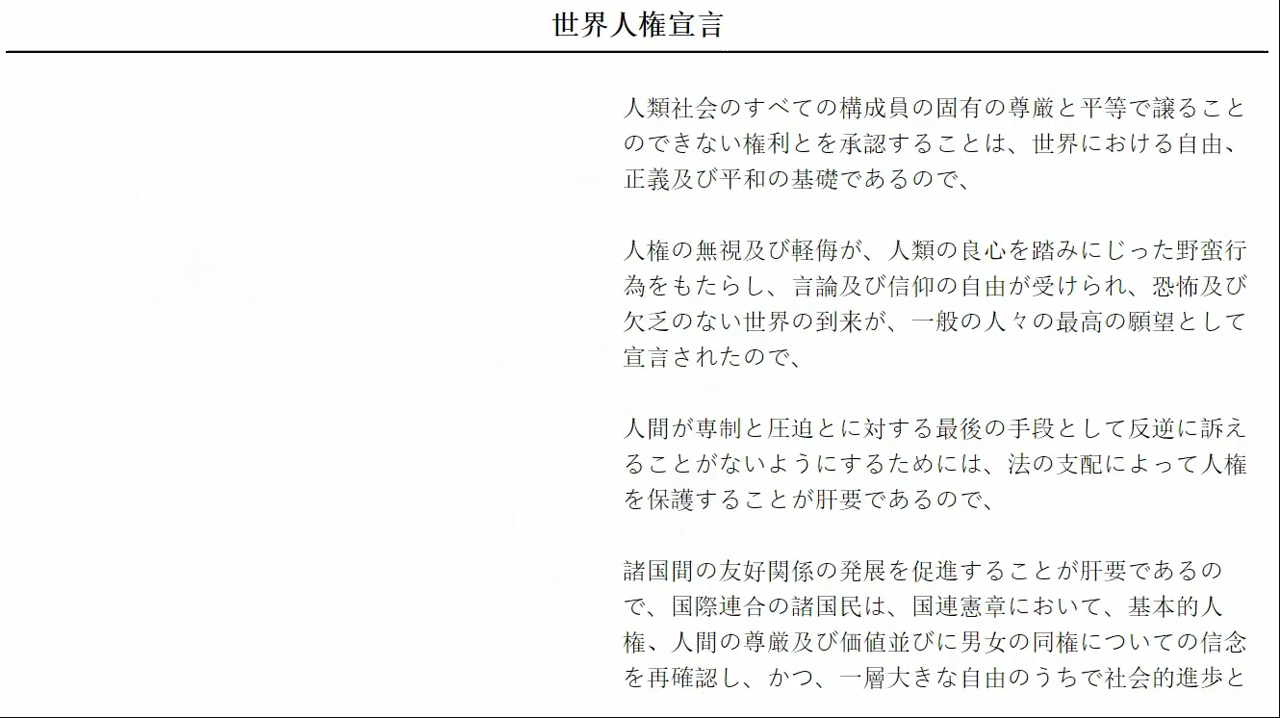 世界人権宣言
人類社会のすべての構成員の固有の尊厳と平等で譲ること
のできない権利とを承認することは、世界における自由、
正義及び平和の基礎であるので、
人権の無視及び軽侮が、人類の良心を踏みにじった野蛮行
為をもたらし、言論及び信仰の自由が受けられ、恐怖及び
欠乏のない世界の到来が、一般の人々の最高の願望として
宣言されたので、
人間が専制と圧迫とに対する最後の手段として反逆に訴え
ることがないようにするためには、法の支配によって人権
を保護することが肝要であるので、
諸国間の友好関係の発展を促進することが肝要であるの
で、国際連合の諸国民は、国連憲章において、基本的人
権、人間の尊厳及び価値並びに男女の同権についての信念
を再確認し、かつ、一層大きな自由のうちで社会的進歩と